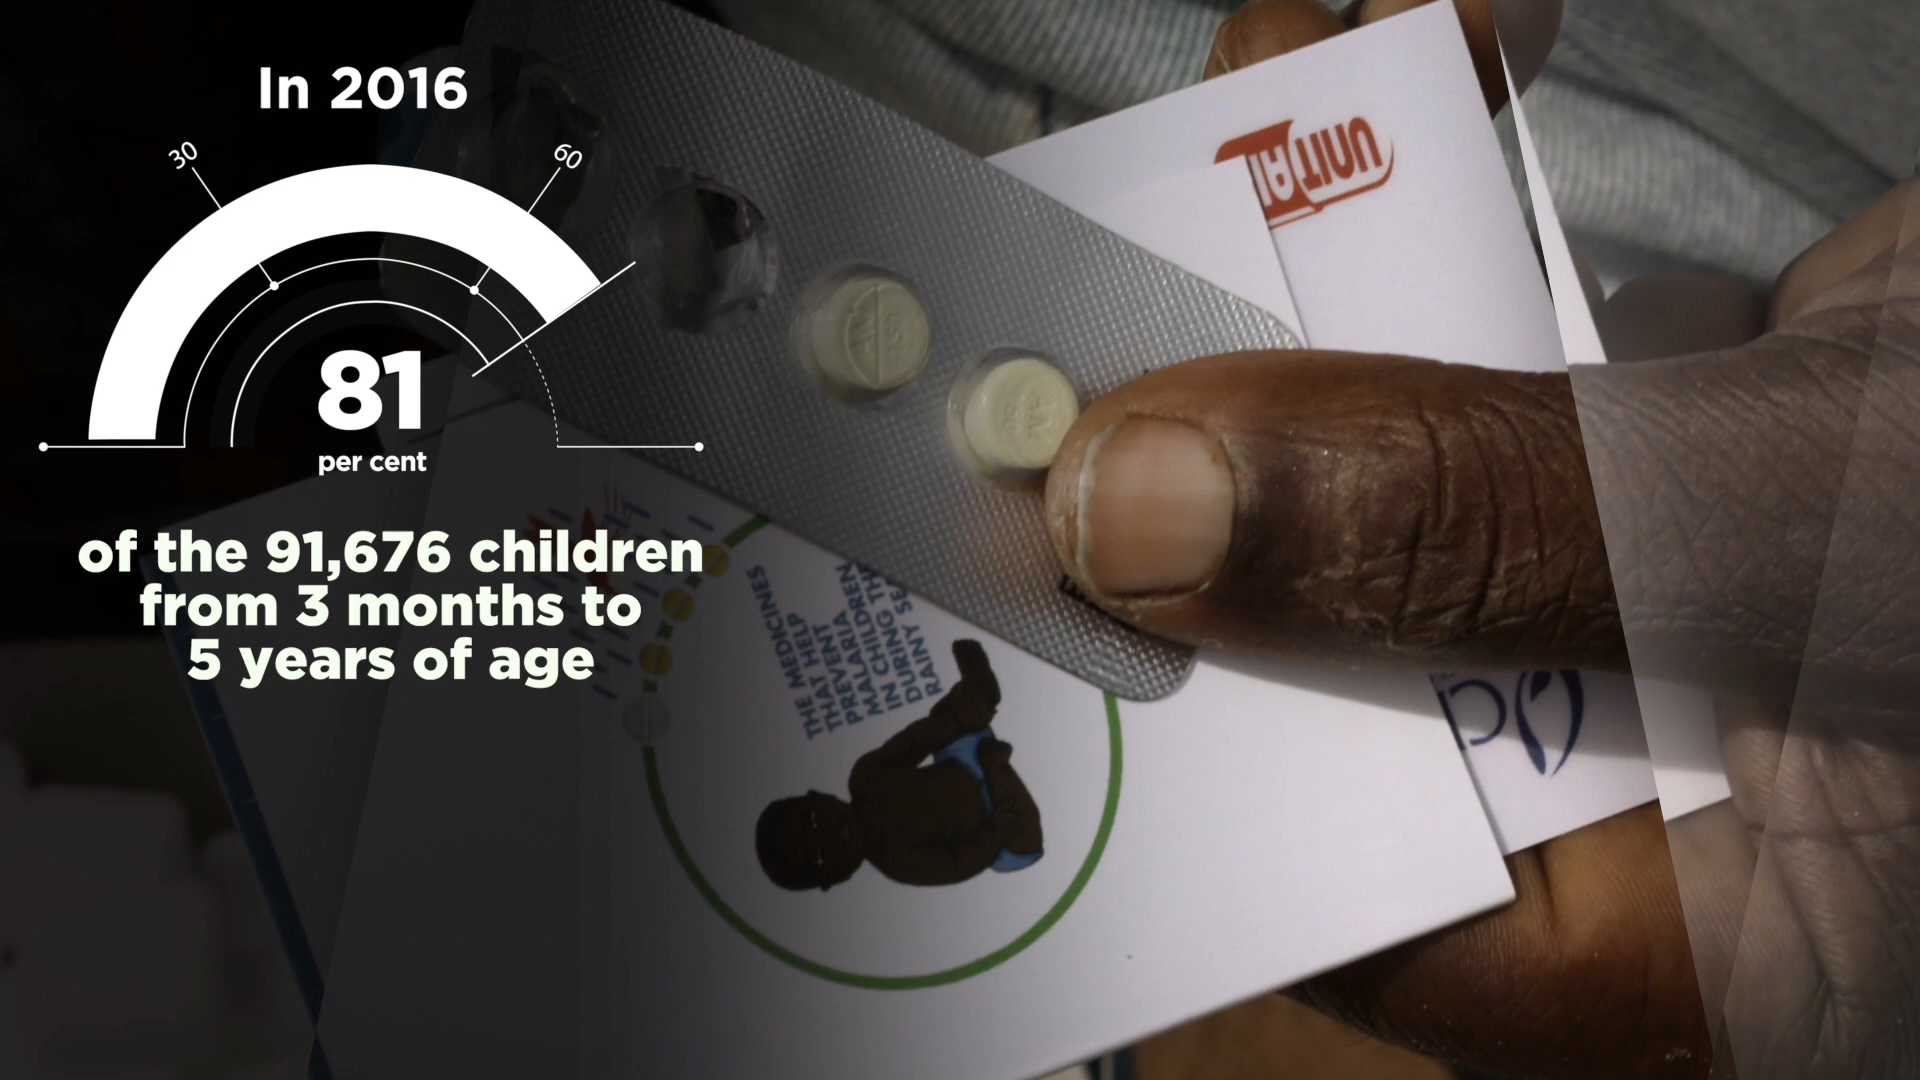 In 2016
30
60
81
per cent
of the 91,676 children
from 3 months to
5 years of age
THE MEDICINES
THAT HELP
PREVENT
MALARIA
IN CHILDREN
DURING
RAINY